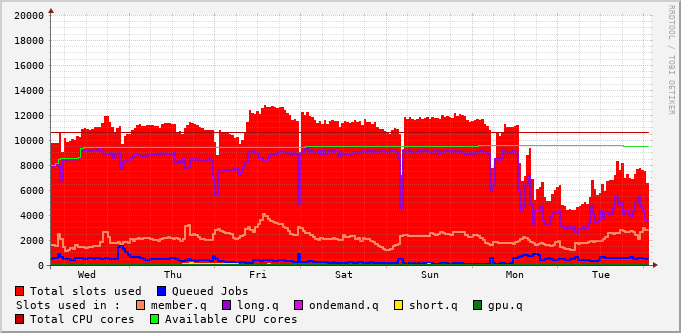 20000
18000
16000
14000
12000
10000
8000
6000
4000
2000
0
Wed Thu Fri Sat Sun Mon Tue
Total slots used Queued Jobs
Slots used in : member.q long.q ondemand.q short.q gpu.q
Total CPU cores Available CPU cores
RRDTOOL / TOBI OETIKER